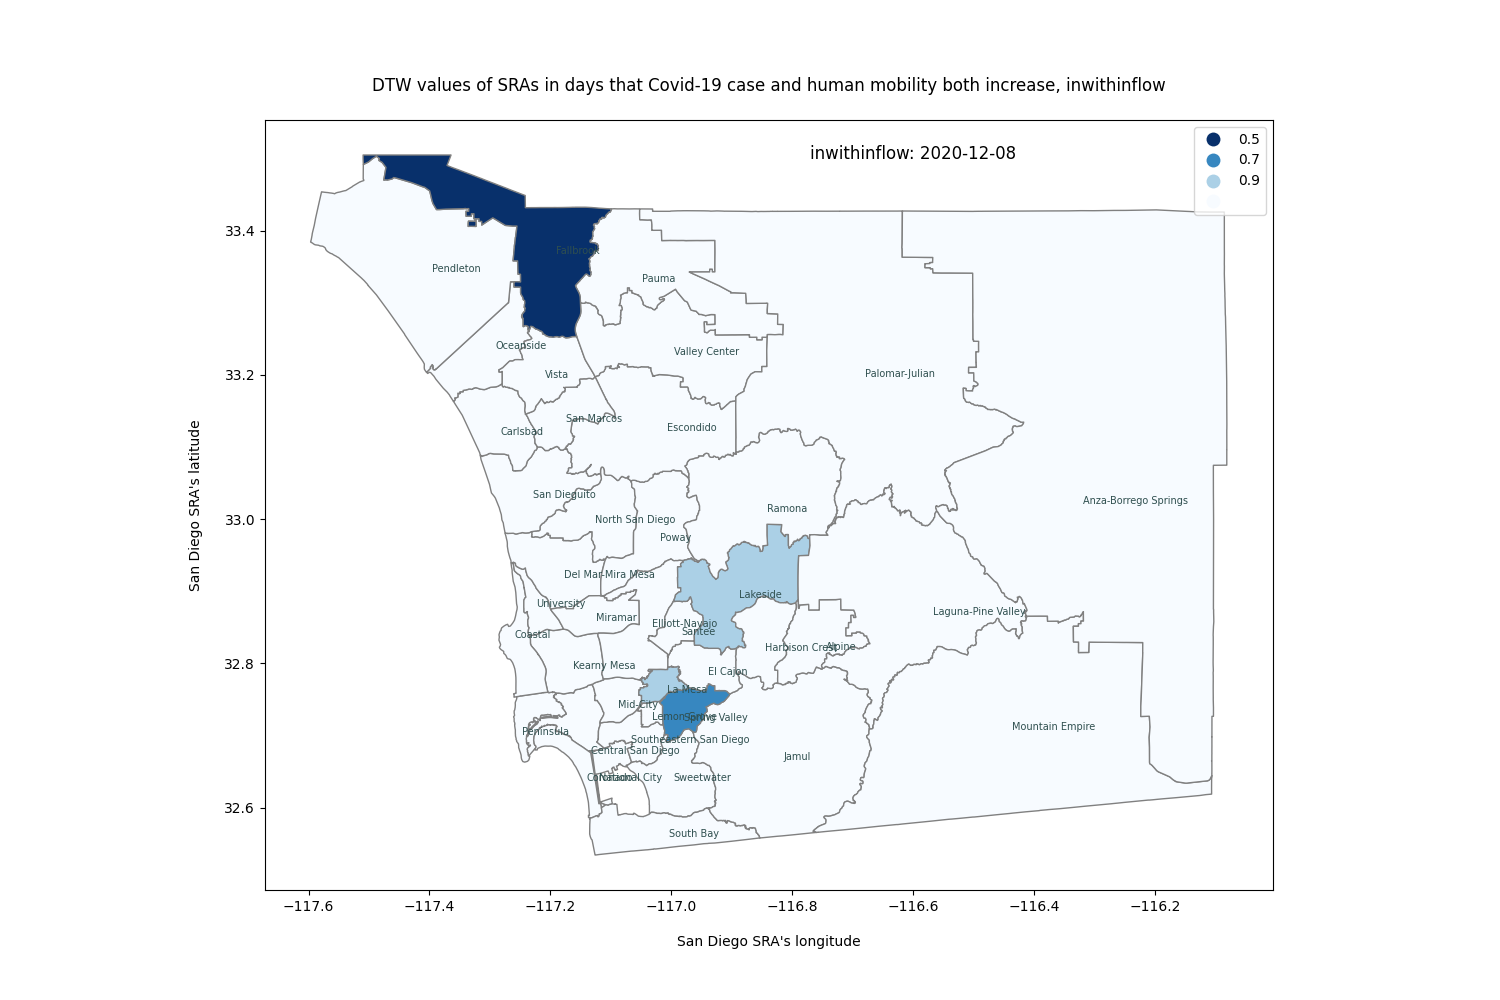 DTW values of SRAs in days that Covid-19 case and human mobility both increase, inwithinflow
inwithinflow: 2020-12-08
0.5
0.7
0.9
33.4
33.2
33.0
32.8
32.6
San Diego SRA's latitude
Fallbrook
Pendleton
Pauma
Oceanside
Valley Center
Vista
Palomar-Julian
San Marcos
Carlsbad
Escondido
San Dieguito
Anza-Borrego Springs
Ramona
North San Diego
Poway
Del Mar-Mira Mesa
Lakeside
University
Miramar
Laguna-Pine Valley
Elliott-Navajo
Santee
Coastal
Harbison Crest
Alpine
Kearny Mesa
El Cajon
La Mesa
Mid-City
Lemon Grove
Spring Valley
Mountain Empire
Peninsula
Southeastern San Diego
Central San Diego
Jamul
Coronado
National City
Sweetwater
South Bay
−117.6
−117.4
−117.2
−117.0
−116.8
−116.6
−116.4
−116.2
San Diego SRA's longitude